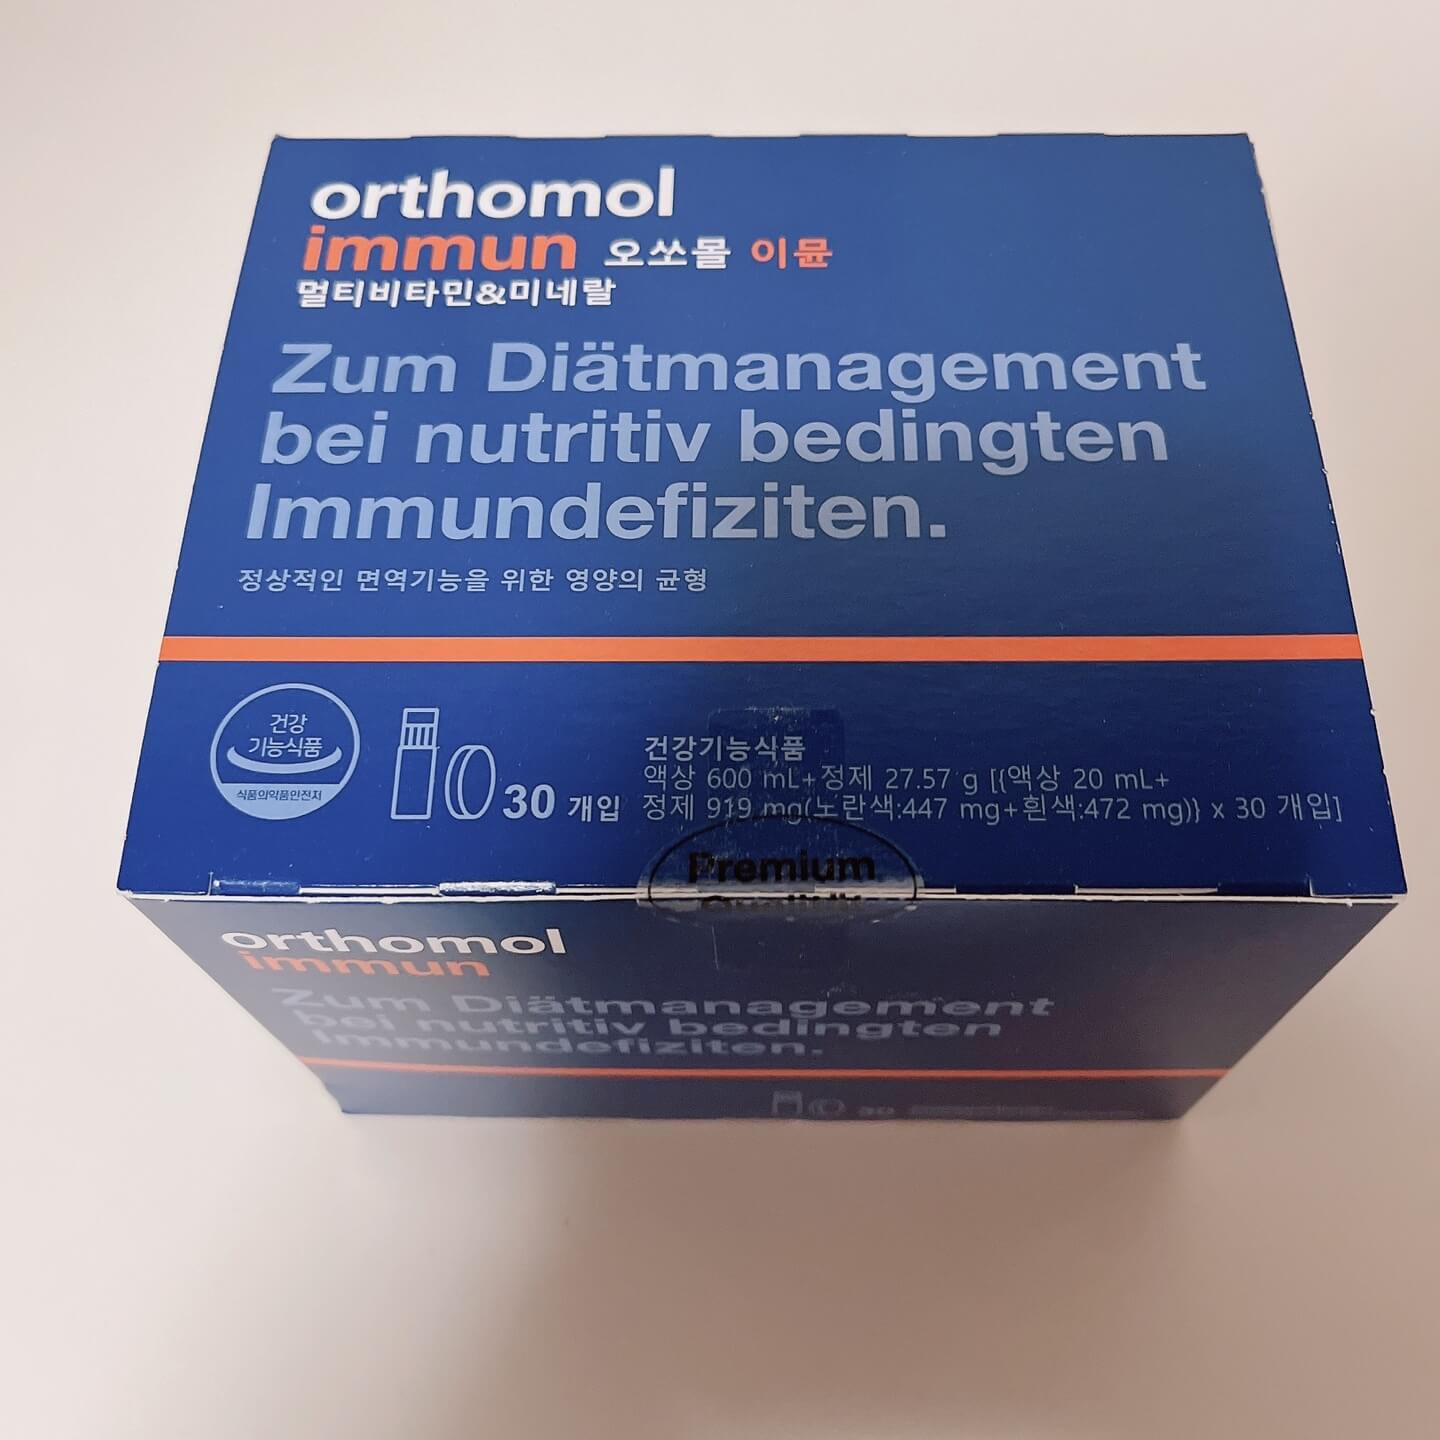 orthomol
immun 오쏘몰 이뮨
멀티비타민&미네랄
Zum Diätmanagement
bei nutritiv bedingten
Immundefiziten.
정상적인 면역기능을 위한 영양의 균형
건강
기능식품
식품의약품안전처
30 개입
건강기능식품
액상 600 mL+정제 27.57 g [{액상 20 mL+
정제 919 mg(노란색:447 mg+흰색:472 mg)} x 30 개입]
Premium
Quality
orthomol
immun
Zum Diätmanagement
bei nutritiv bedingten
Immundefiziten.
30